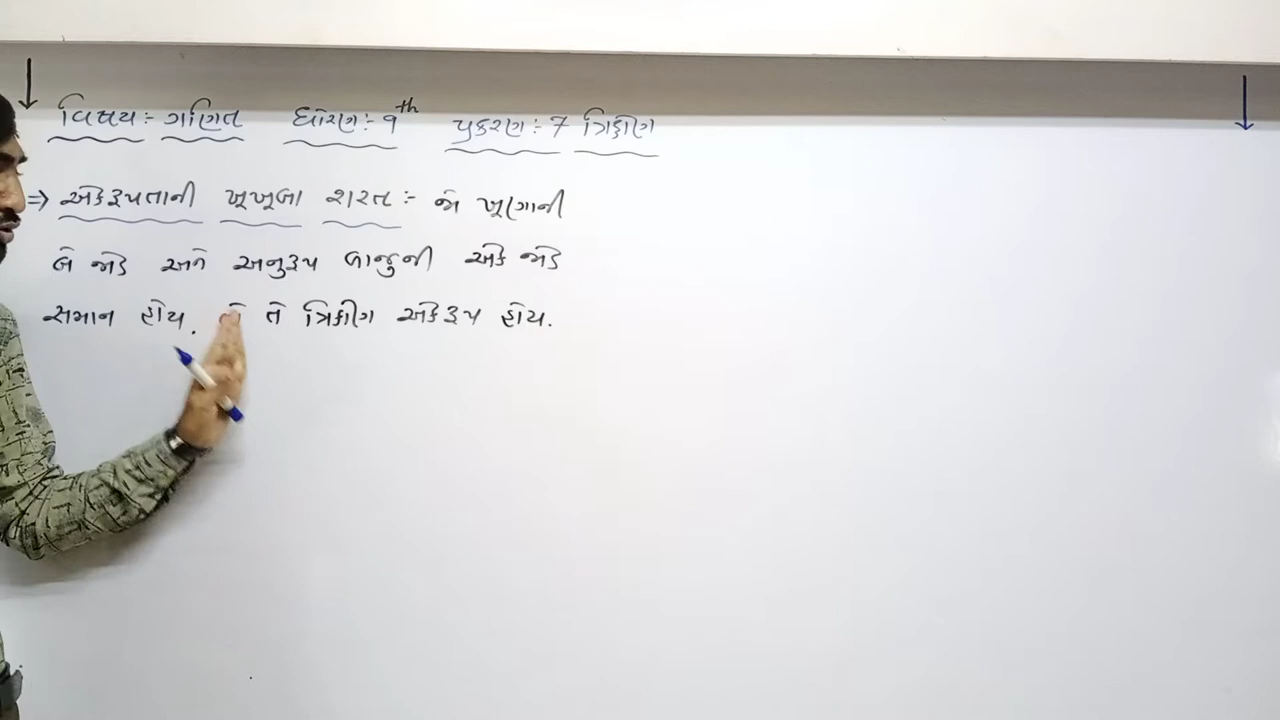 વિષય:- ગણિત ધોરણ:- 9th પ્રકરણ:- 7 ત્રિકોણ
⇒ એકરૂપતાની ખૂખૂબા શરત :- જો ખૂણાની
બે જોડ અને અનુરૂપ બાજુની એક જોડ
સમાન હોય. તે ત્રિકોણ એકરૂપ હોય.